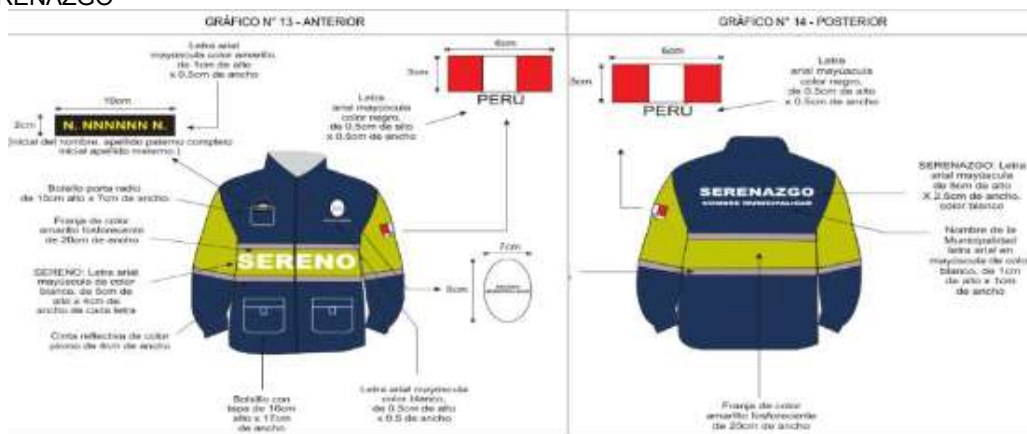 RENAZGO
GRÁFICO N° 13 - ANTERIOR
Letra arial
mayúscula color amarillo,
de 1cm de alto
x 0.5cm de ancho
10cm
2cm
N. NNNNNN N.
(Inicial del nombre, apellido paterno completo
inicial apellido materno.)
6cm
3cm
PERÚ
Letra
arial mayúscula
color negro,
de 0.5cm de alto
x 0.5cm de ancho
Bolsillo porta radio
de 10cm alto x 7cm de ancho
Franja de color
amarillo fosforecente
de 20cm de ancho
SERENO: Letra arial
mayúscula de color
blanco, de 5cm de
alto x 4cm de
ancho de cada letra
Cinta reflectiva de color
plomo de 4cm de ancho
SERENO
7cm
9cm
Bolsillo con
tapa de 16cm
alto x 17cm
de ancho
Letra arial mayúscula
color blanco,
de 0.5cm de alto
x 0.5 de ancho
GRÁFICO N° 14 - POSTERIOR
6cm
3cm
PERÚ
Letra
arial mayúscula
color negro,
de 0.5cm de alto
x 0.5cm de ancho
SERENAZGO
NOMBRE MUNICIPALIDAD
SERENAZGO: Letra
arial mayúscula
de 5cm de alto
X 2.5cm de ancho,
color blanco
Nombre de la
Municipalidad
letra arial en
mayúscula de color
blanco, de 1cm
de alto x 1cm
de ancho
Franja de color
amarillo fosforecente
de 20cm de ancho